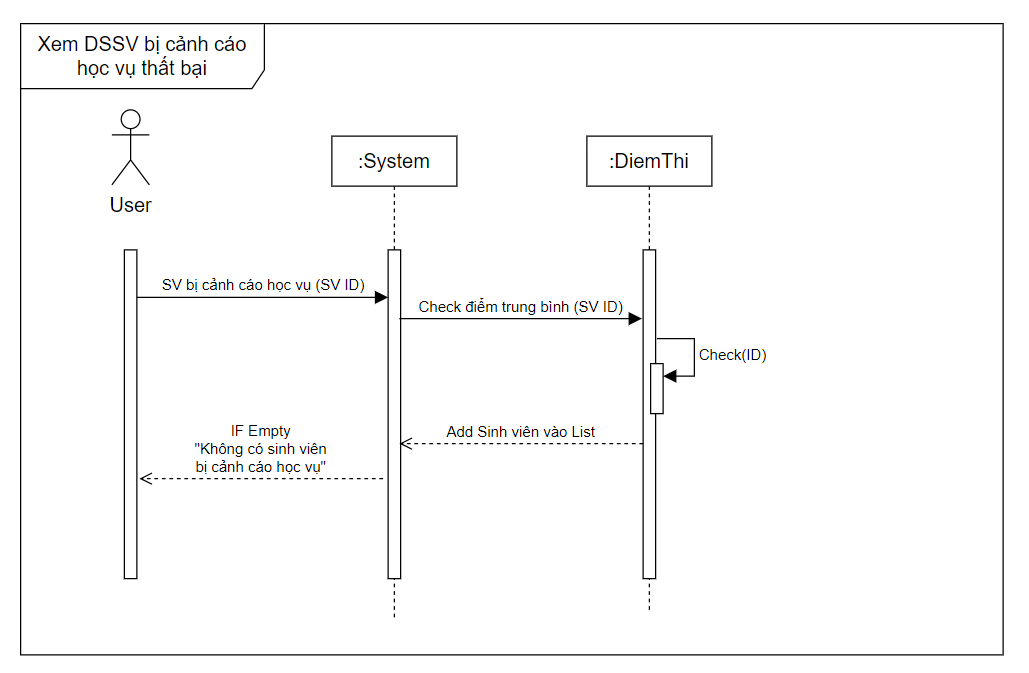 Xem DSSV bị cảnh cáo
học vụ thất bại
User
:System
:DiemThi
SV bị cảnh cáo học vụ (SV ID)
Check điểm trung bình (SV ID)
Check(ID)
Add Sinh viên vào List
IF Empty
"Không có sinh viên
bị cảnh cáo học vụ"